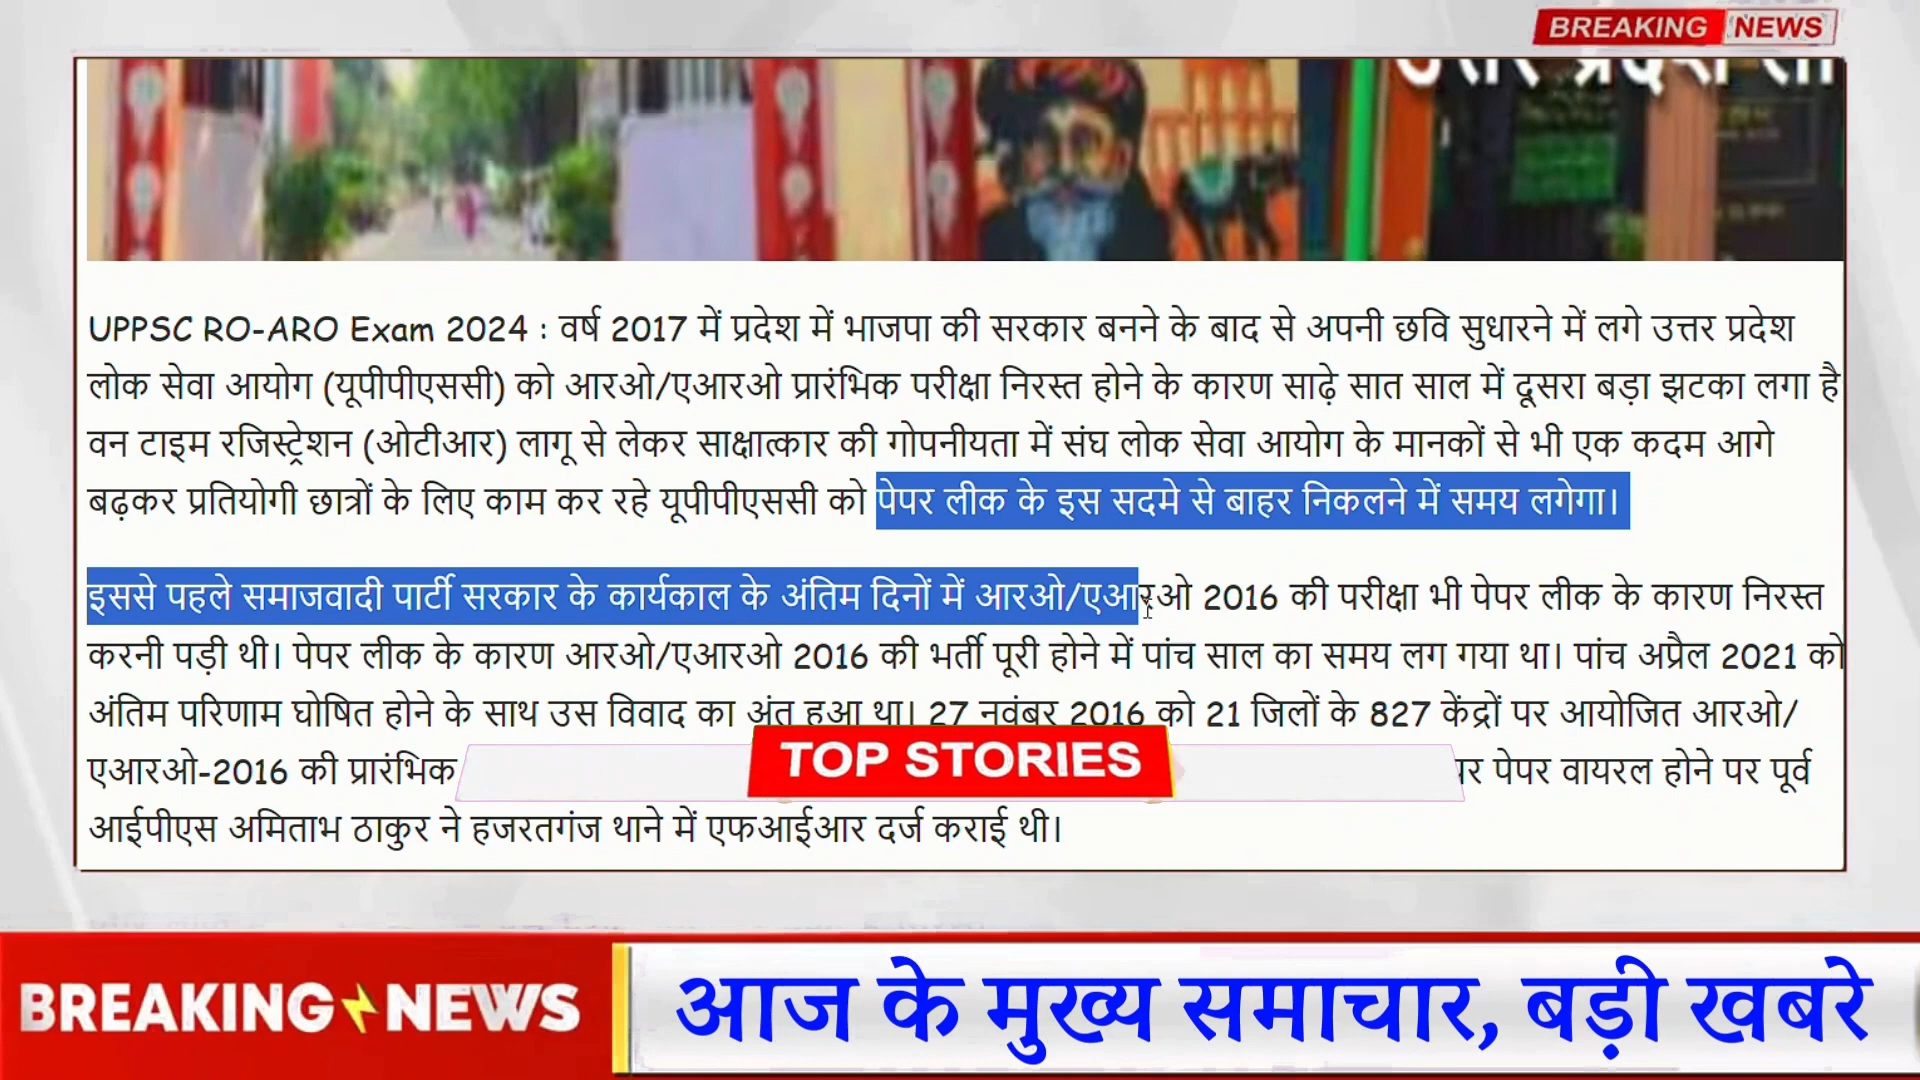 BREAKING NEWS
UPPSC RO-ARO Exam 2024 : वर्ष 2017 में प्रदेश में भाजपा की सरकार बनने के बाद से अपनी छवि सुधारने में लगे उत्तर प्रदेश
लोक सेवा आयोग (यूपीपीएससी) को आरओ/एआरओ प्रारंभिक परीक्षा निरस्त होने के कारण साढ़े सात साल में दूसरा बड़ा झटका लगा है
वन टाइम रजिस्ट्रेशन (ओटीआर) लागू से लेकर साक्षात्कार की गोपनीयता में संघ लोक सेवा आयोग के मानकों से भी एक कदम आगे
बढ़कर प्रतियोगी छात्रों के लिए काम कर रहे यूपीपीएससी को पेपर लीक के इस सदमे से बाहर निकलने में समय लगेगा।
इससे पहले समाजवादी पार्टी सरकार के कार्यकाल के अंतिम दिनों में आरओ/एआरओ 2016 की परीक्षा भी पेपर लीक के कारण निरस्त
करनी पड़ी थी। पेपर लीक के कारण आरओ/एआरओ 2016 की भर्ती पूरी होने में पांच साल का समय लग गया था। पांच अप्रैल 2021 को
अंतिम परिणाम घोषित होने के साथ उस विवाद का अंत हुआ था। 27 नवंबर 2016 को 21 जिलों के 827 केंद्रों पर आयोजित आरओ/
एआरओ-2016 की प्रारंभिक TOP STORIES पर पेपर वायरल होने पर पूर्व
आईपीएस अमिताभ ठाकुर ने हजरतगंज थाने में एफआईआर दर्ज कराई थी।
BREAKING NEWS आज के मुख्य समाचार, बड़ी खबरे